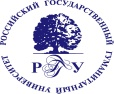 РОССИЙСКИЙ ГОСУДАРСТВЕННЫЙ ГУМАНИТАРНЫЙ УНИВЕРСИТЕТ
РГГУ